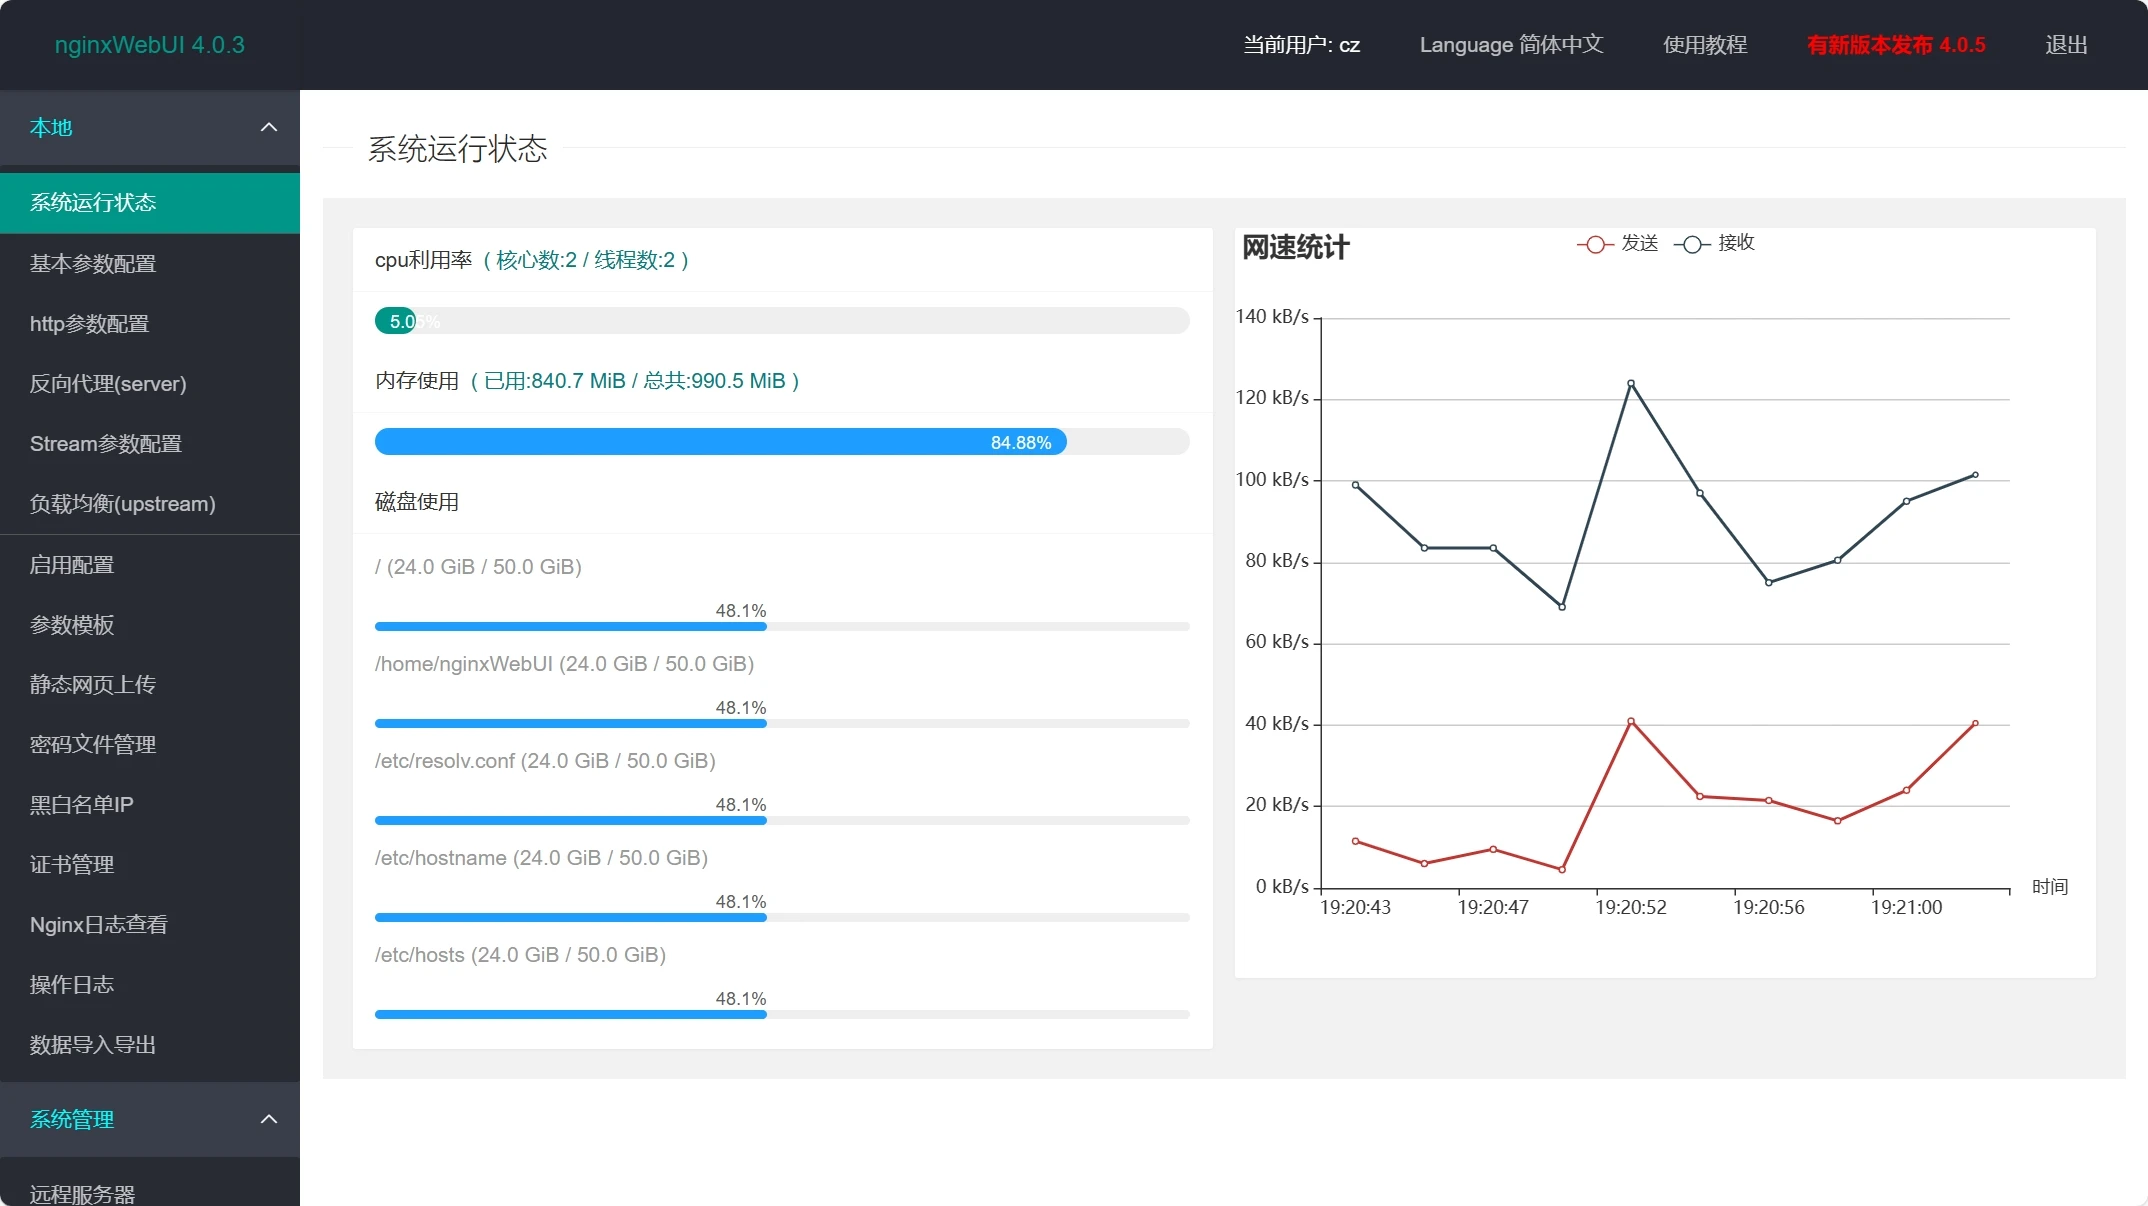 nginxWebUI 4.0.3
当前用户: cz
Language 简体中文
使用教程
有新版本发布 4.0.5
退出
本地
系统运行状态
基本参数配置
http参数配置
反向代理(server)
Stream参数配置
负载均衡(upstream)
启用配置
参数模板
静态网页上传
密码文件管理
黑白名单IP
证书管理
Nginx日志查看
操作日志
数据导入导出
系统管理
远程服务器
系统运行状态
cpu利用率 ( 核心数:2 / 线程数:2 )
5.05%
内存使用 ( 已用:840.7 MiB / 总共:990.5 MiB )
84.88%
磁盘使用
/ (24.0 GiB / 50.0 GiB)
48.1%
/home/nginxWebUI (24.0 GiB / 50.0 GiB)
48.1%
/etc/resolv.conf (24.0 GiB / 50.0 GiB)
48.1%
/etc/hostname (24.0 GiB / 50.0 GiB)
48.1%
/etc/hosts (24.0 GiB / 50.0 GiB)
48.1%
网速统计
发送
接收
140 kB/s
120 kB/s
100 kB/s
80 kB/s
60 kB/s
40 kB/s
20 kB/s
0 kB/s
时间
19:20:43
19:20:47
19:20:52
19:20:56
19:21:00